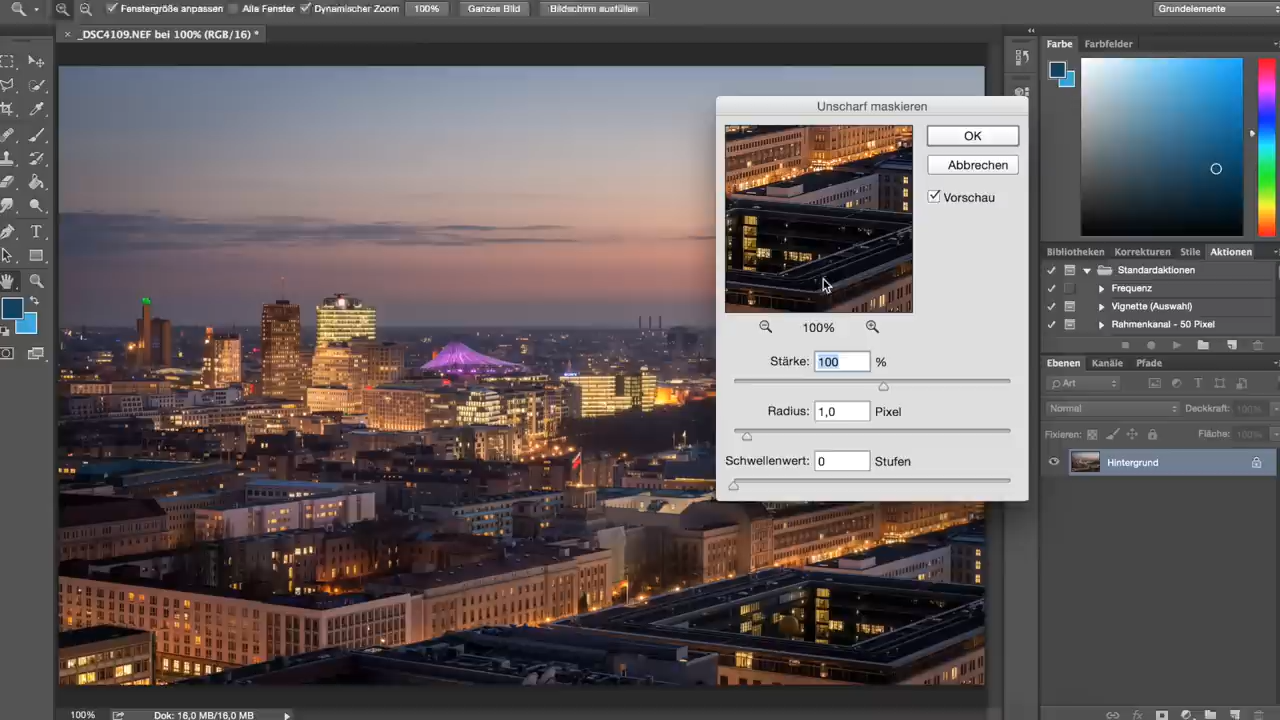 Fenstergröße anpassen Alle Fenster Dynamischer Zoom 100% Ganzes Bild Bildschirm ausfüllen Grundelemente
× _DSC4109.NEF bei 100% (RGB/16) *
Farbe Farbfelder
Unscharf maskieren
OK
Abbrechen
Vorschau
100%
Stärke: 100 %
Radius: 1,0 Pixel
Schwellenwert: 0 Stufen
Bibliotheken Korrekturen Stile Aktionen
Standardaktionen
Frequenz
Vignette (Auswahl)
Rahmenkanal - 50 Pixel
Ebenen Kanäle Pfade
Art
Normal Deckkraft: 100%
Fixieren: Fläche: 100%
Hintergrund
fx
T
100% Dok: 16,0 MB/16,0 MB